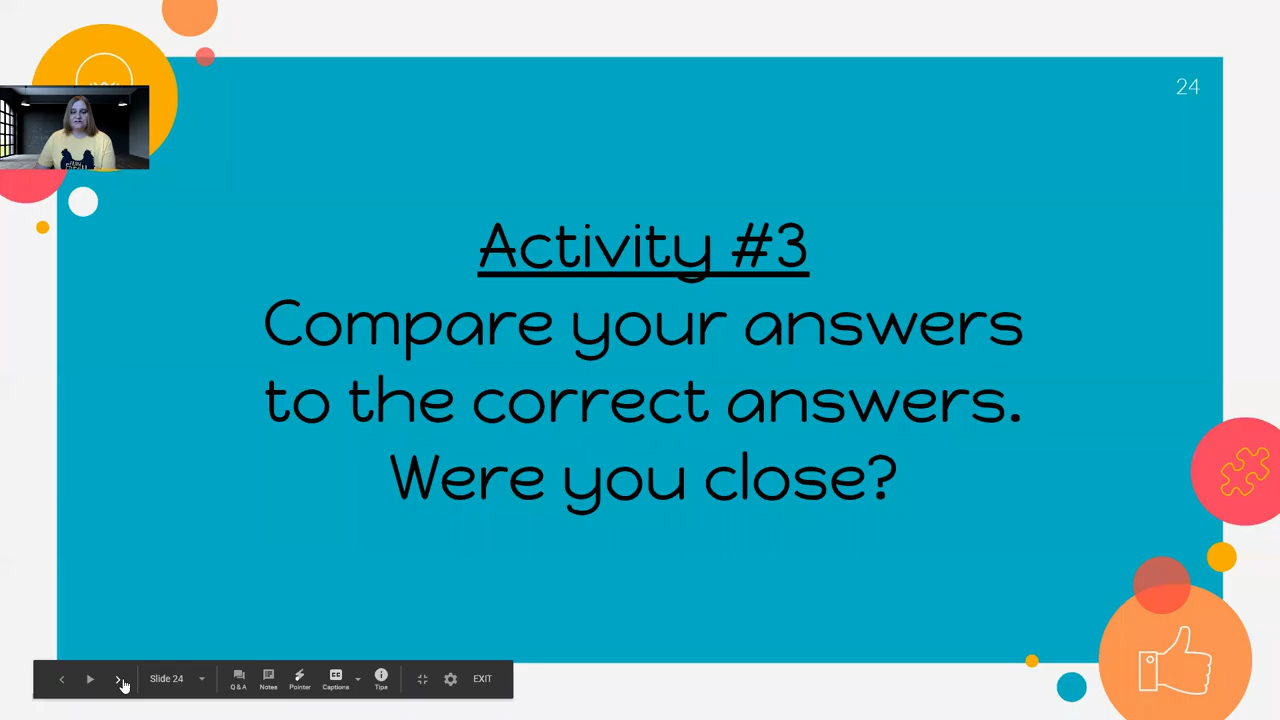 24
Activity #3
Compare your answers
to the correct answers.
Were you close?
Slide 24
Q & A
Notes
Pointer
Captions
Tips
EXIT